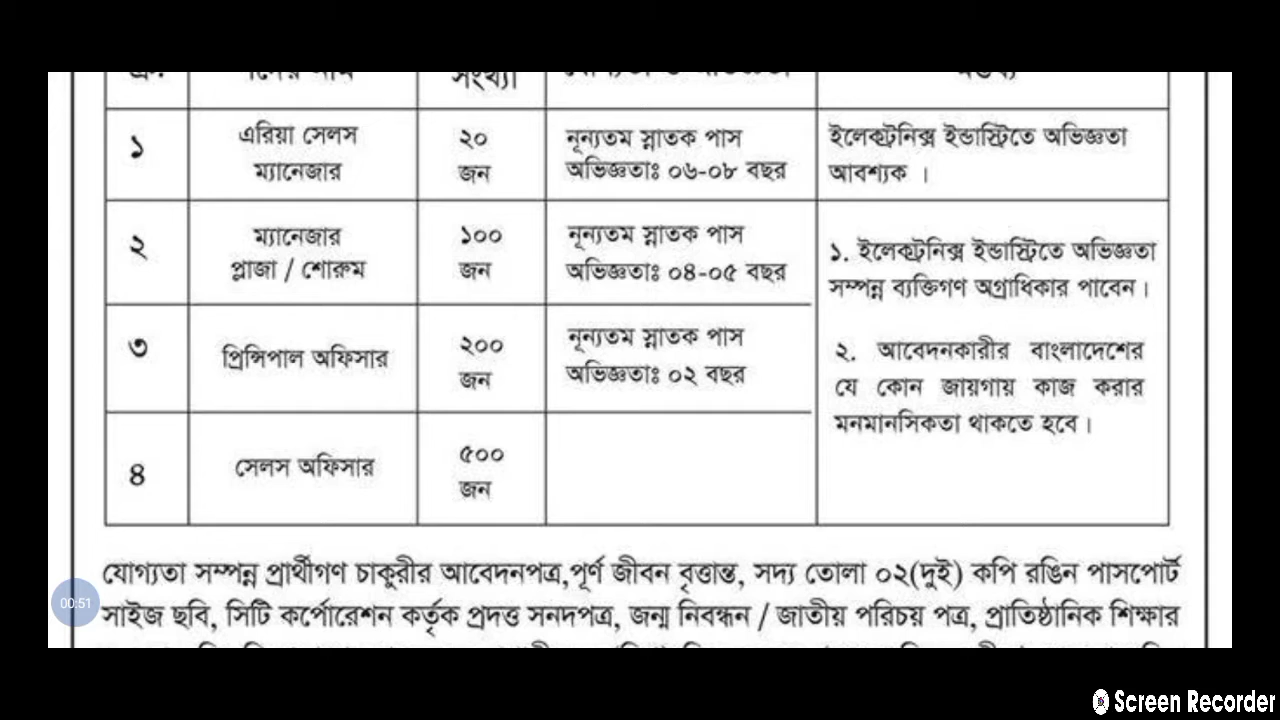 সংখ্যা
১
এরিয়া সেলস
ম্যানেজার
২০
জন
নূন্যতম স্নাতক পাস
অভিজ্ঞতাঃ ০৬-০৮ বছর
ইলেকট্রনিক্স ইন্ডাস্ট্রিতে অভিজ্ঞতা
আবশ্যক ।
২
ম্যানেজার
প্লাজা / শোরুম
১০০
জন
নূন্যতম স্নাতক পাস
অভিজ্ঞতাঃ ০৪-০৫ বছর
১. ইলেকট্রনিক্স ইন্ডাস্ট্রিতে অভিজ্ঞতা
সম্পন্ন ব্যক্তিগণ অগ্রাধিকার পাবেন।
২. আবেদনকারীর বাংলাদেশের
যে কোন জায়গায় কাজ করার
মনমানসিকতা থাকতে হবে।
৩
প্রিন্সিপাল অফিসার
২০০
জন
নূন্যতম স্নাতক পাস
অভিজ্ঞতাঃ ০২ বছর
৪
সেলস অফিসার
৫০০
জন
যোগ্যতা সম্পন্ন প্রার্থীগণ চাকুরীর আবেদনপত্র,পূর্ণ জীবন বৃত্তান্ত, সদ্য তোলা ০২(দুই) কপি রঙিন পাসপোর্ট
সাইজ ছবি, সিটি কর্পোরেশন কর্তৃক প্রদত্ত সনদপত্র, জন্ম নিবন্ধন / জাতীয় পরিচয় পত্র, প্রাতিষ্ঠানিক শিক্ষার
00:51
Screen Recorder